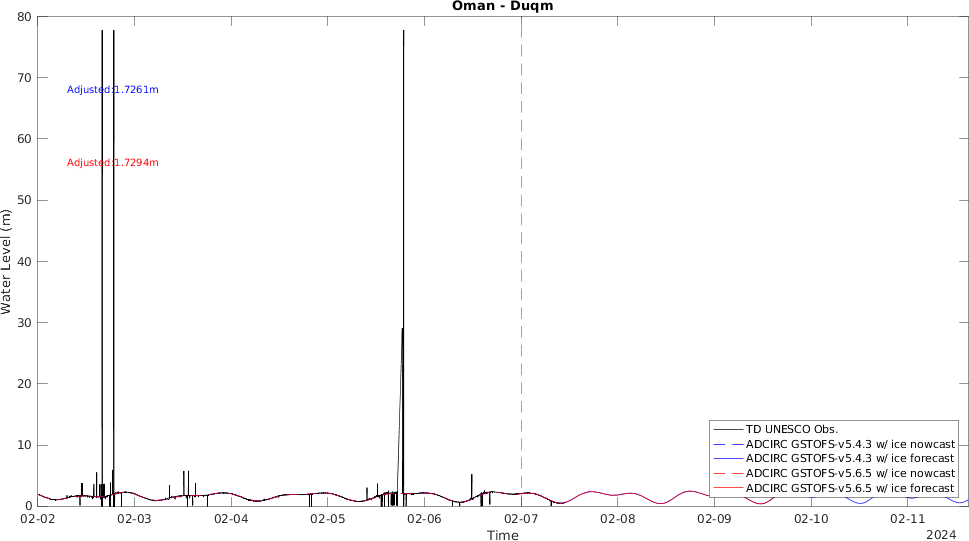 Oman - Duqm
80
70
60
50
40
30
20
10
0
Water Level (m)
Adjusted:1.7261m
Adjusted:1.7294m
TD UNESCO Obs.
ADCIRC GSTOFS-v5.4.3 w/ ice nowcast
ADCIRC GSTOFS-v5.4.3 w/ ice forecast
ADCIRC GSTOFS-v5.6.5 w/ ice nowcast
ADCIRC GSTOFS-v5.6.5 w/ ice forecast
02-02 02-03 02-04 02-05 02-06 02-07 02-08 02-09 02-10 02-11
Time
2024